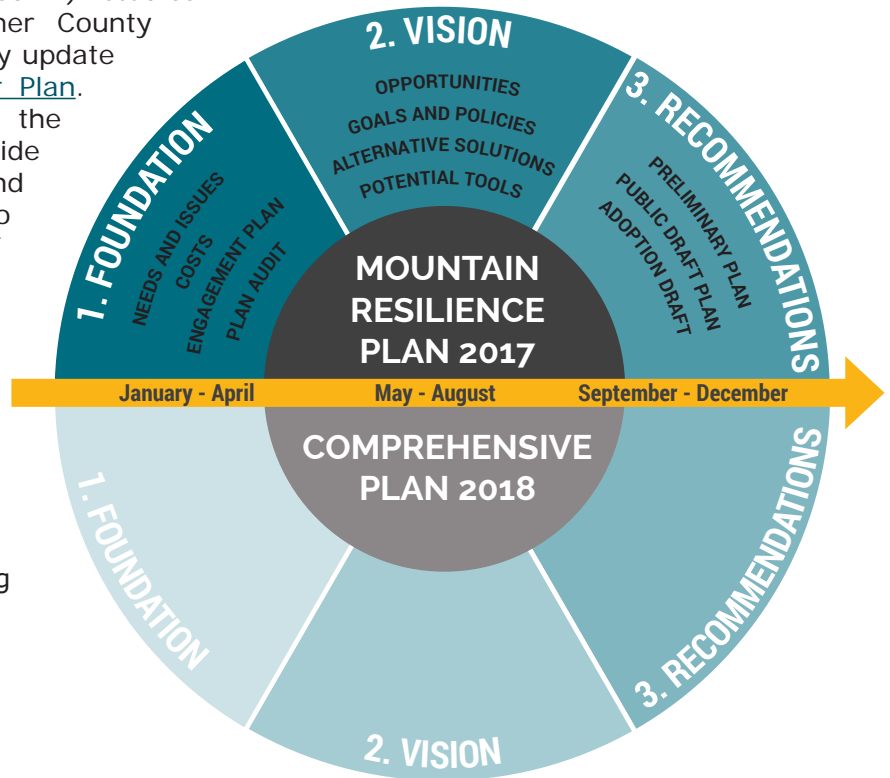 her County
y update
r Plan.
the
ide
nd
o
g
1. FOUNDATION
NEEDS AND ISSUES
COSTS
ENGAGEMENT PLAN
PLAN AUDIT
2. VISION
OPPORTUNITIES
GOALS AND POLICIES
ALTERNATIVE SOLUTIONS
POTENTIAL TOOLS
3. RECOMMENDATIONS
PRELIMINARY PLAN
PUBLIC DRAFT PLAN
ADOPTION DRAFT
MOUNTAIN
RESILIENCE
PLAN 2017
January - April May - August September - December
COMPREHENSIVE
PLAN 2018
1. FOUNDATION
2. VISION
3. RECOMMENDATIONS